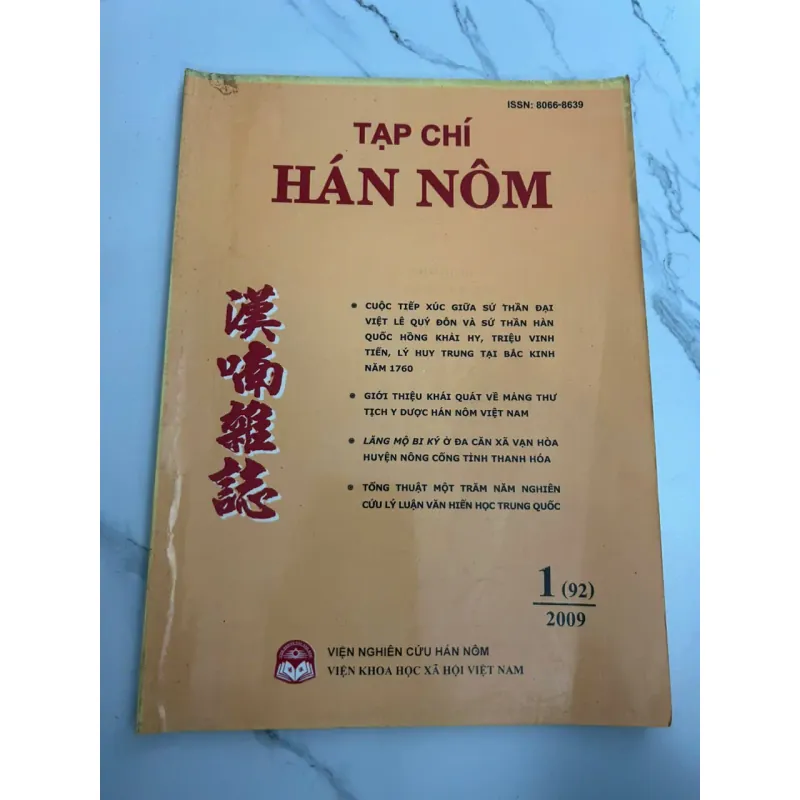 ISSN: 8066-8639
TẠP CHÍ
HÁN NÔM
漢喃雜誌
CUỘC TIẾP XÚC GIỮA SỨ THẦN ĐẠI
VIỆT LÊ QUÝ ĐÔN VÀ SỨ THẦN HÀN
QUỐC HỒNG KHẢI HY, TRIỆU VINH
TIẾN, LÝ HUY TRUNG TẠI BẮC KINH
NĂM 1760
GIỚI THIỆU KHÁI QUÁT VỀ MẢNG THƯ
TỊCH Y DƯỢC HÁN NÔM VIỆT NAM
LĂNG MỘ BI KÝ Ở ĐA CĂN XÃ VẠN HÒA
HUYỆN NÔNG CỐNG TỈNH THANH HÓA
TỔNG THUẬT MỘT TRĂM NĂM NGHIÊN
CỨU LÝ LUẬN VĂN HIẾN HỌC TRUNG QUỐC
1 (92)
2009
VIỆN NGHIÊN CỨU HÁN NÔM
VIỆN KHOA HỌC XÃ HỘI VIỆT NAM